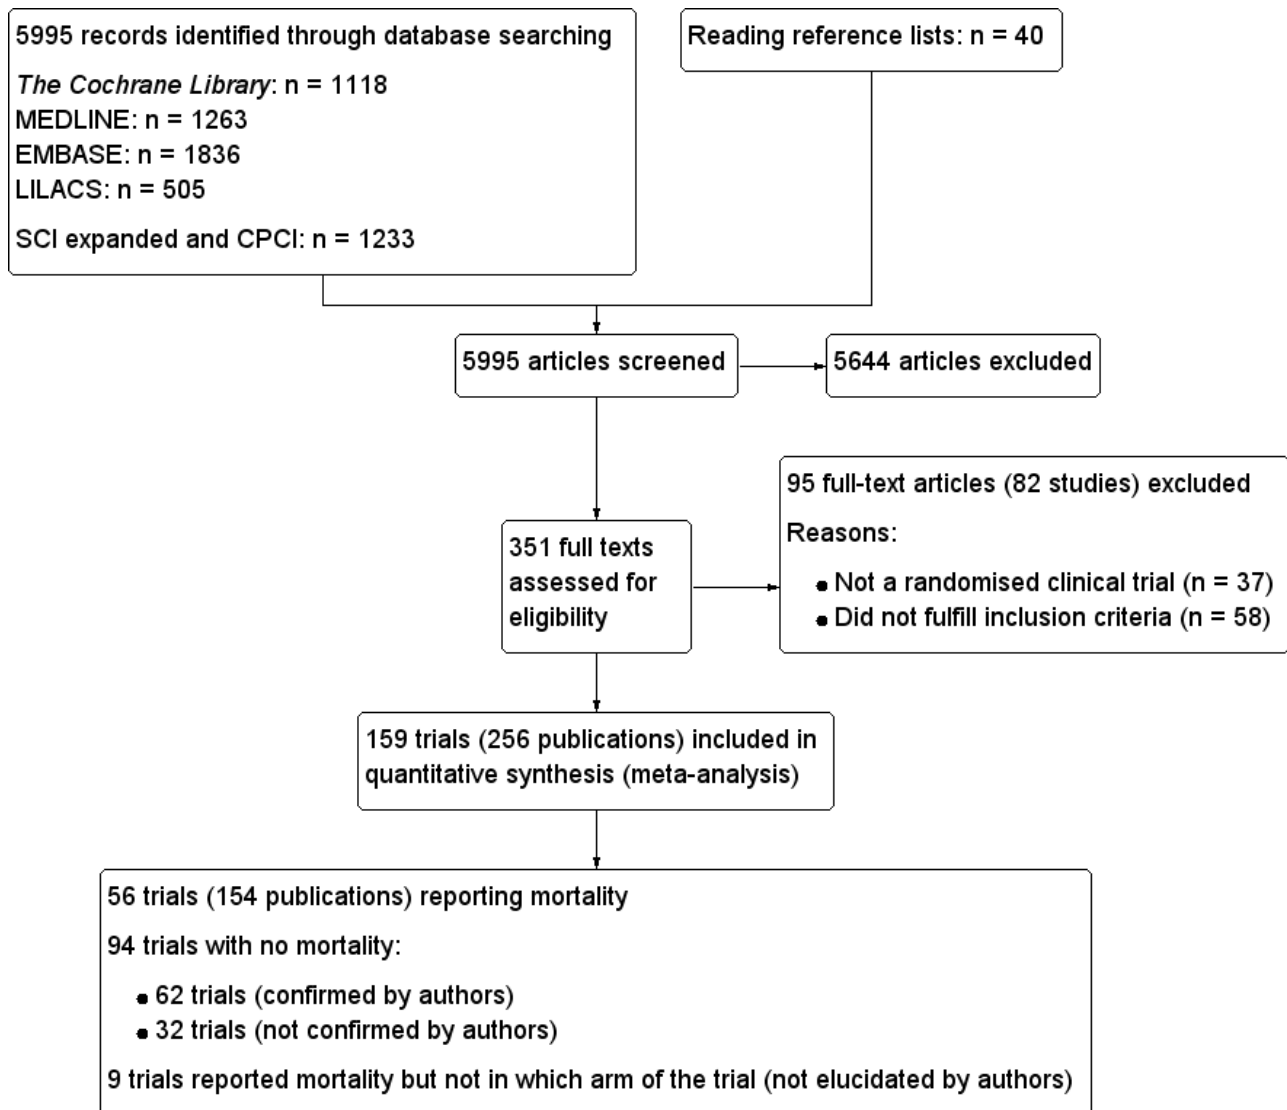 5995 records identified through database searching
The Cochrane Library: n = 1118
MEDLINE: n = 1263
EMBASE: n = 1836
LILACS: n = 505
SCI expanded and CPCI: n = 1233
Reading reference lists: n = 40
5995 articles screened
5644 articles excluded
351 full texts
assessed for
eligibility
95 full-text articles (82 studies) excluded
Reasons:
● Not a randomised clinical trial (n = 37)
● Did not fulfill inclusion criteria (n = 58)
159 trials (256 publications) included in
quantitative synthesis (meta-analysis)
56 trials (154 publications) reporting mortality
94 trials with no mortality:
● 62 trials (confirmed by authors)
● 32 trials (not confirmed by authors)
9 trials reported mortality but not in which arm of the trial (not elucidated by authors)